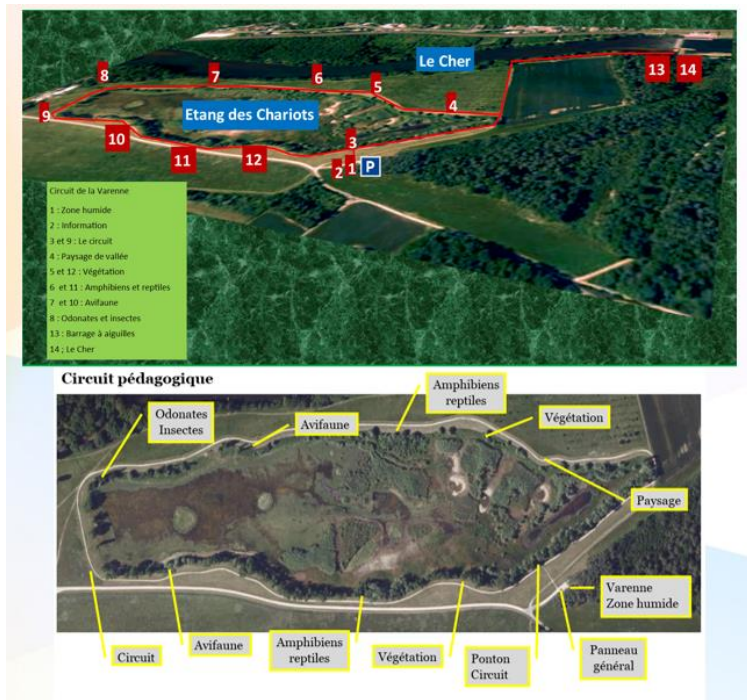 Le Cher
8
7
6
5
13
14
4
9
Etang des Chariots
10
3
11
12
2
1
P
Circuit de la Varenne
1 : Zone humide
2 : Information
3 et 9 : Le circuit
4 : Paysage de vallée
5 et 12 : Végétation
6 et 11 : Amphibiens et reptiles
7 et 10 : Avifaune
8 : Odonates et insectes
13 : Barrage à aiguilles
14 ; Le Cher
Circuit pédagogique
Amphibiens
reptiles
Odonates
Insectes
Avifaune
Végétation
Paysage
Varenne
Zone humide
Circuit
Avifaune
Amphibiens
reptiles
Végétation
Ponton
Circuit
Panneau
général